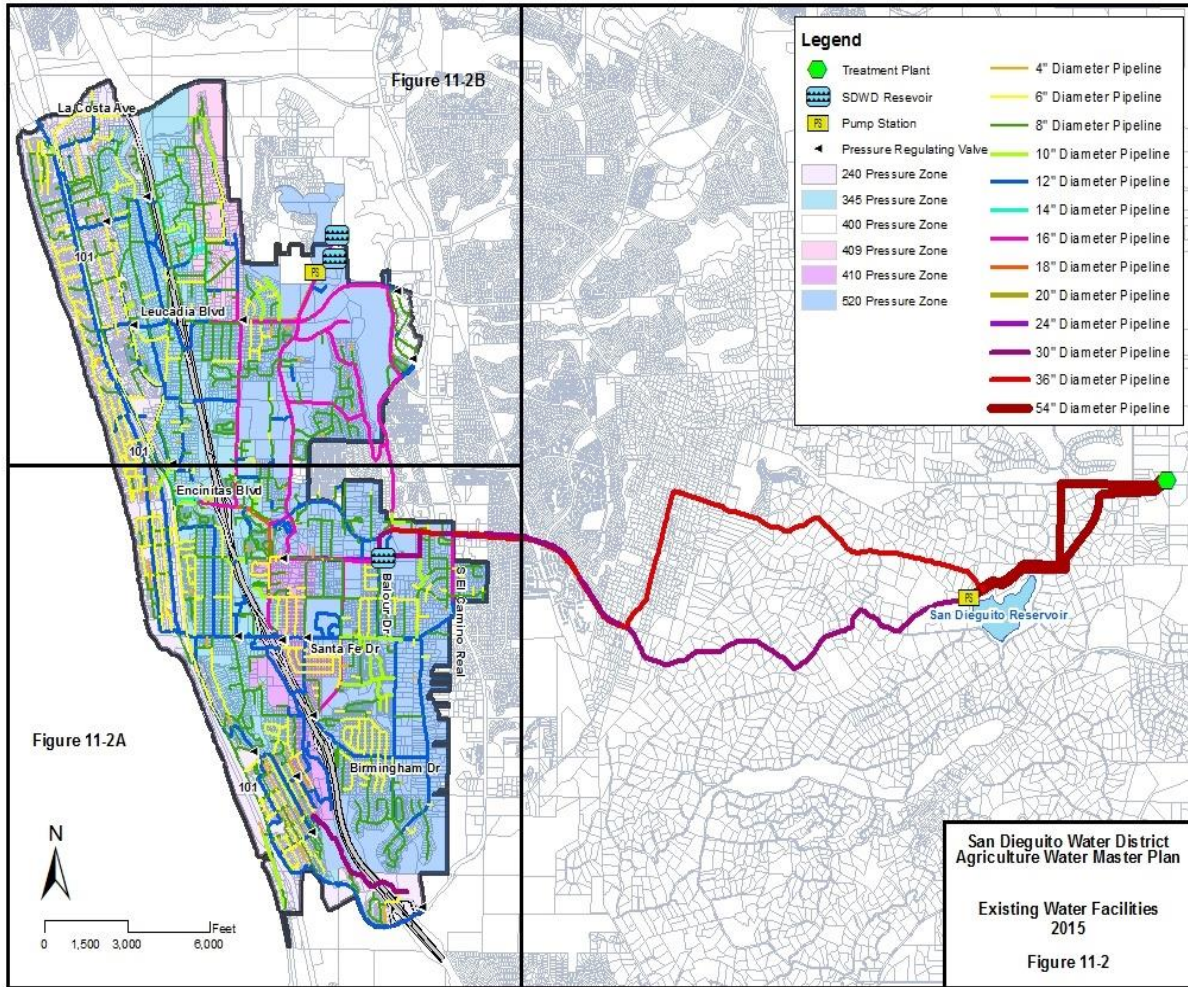 Figure 11-2B
La Costa Ave
101
Leucadia Blvd
PS
101
Encinitas Blvd
Balour Dr
S El Camino Real
Santa Fe Dr
Figure 11-2A
Birmingham Dr
101
N
Feet
0 1,500 3,000 6,000
PS
San Dieguito Reservoir
Legend
Treatment Plant
SDWD Resevoir
PS Pump Station
Pressure Regulating Valve
240 Pressure Zone
345 Pressure Zone
400 Pressure Zone
409 Pressure Zone
410 Pressure Zone
520 Pressure Zone
4" Diameter Pipeline
6" Diameter Pipeline
8" Diameter Pipeline
10" Diameter Pipeline
12" Diameter Pipeline
14" Diameter Pipeline
16" Diameter Pipeline
18" Diameter Pipeline
20" Diameter Pipeline
24" Diameter Pipeline
30" Diameter Pipeline
36" Diameter Pipeline
54" Diameter Pipeline
San Dieguito Water District
Agriculture Water Master Plan
Existing Water Facilities
2015
Figure 11-2